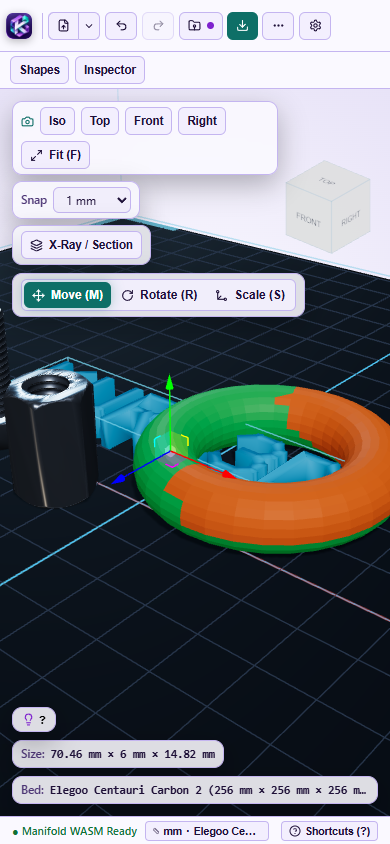 Shapes Inspector
Iso Top Front Right
Fit (F)
Snap 1 mm
TOP
FRONT RIGHT
X-Ray / Section
Move (M) Rotate (R) Scale (S)
?
Size: 70.46 mm × 6 mm × 14.82 mm
Bed: Elegoo Centauri Carbon 2 (256 mm × 256 mm × 256 m…
Manifold WASM Ready mm · Elegoo Ce… Shortcuts (?)